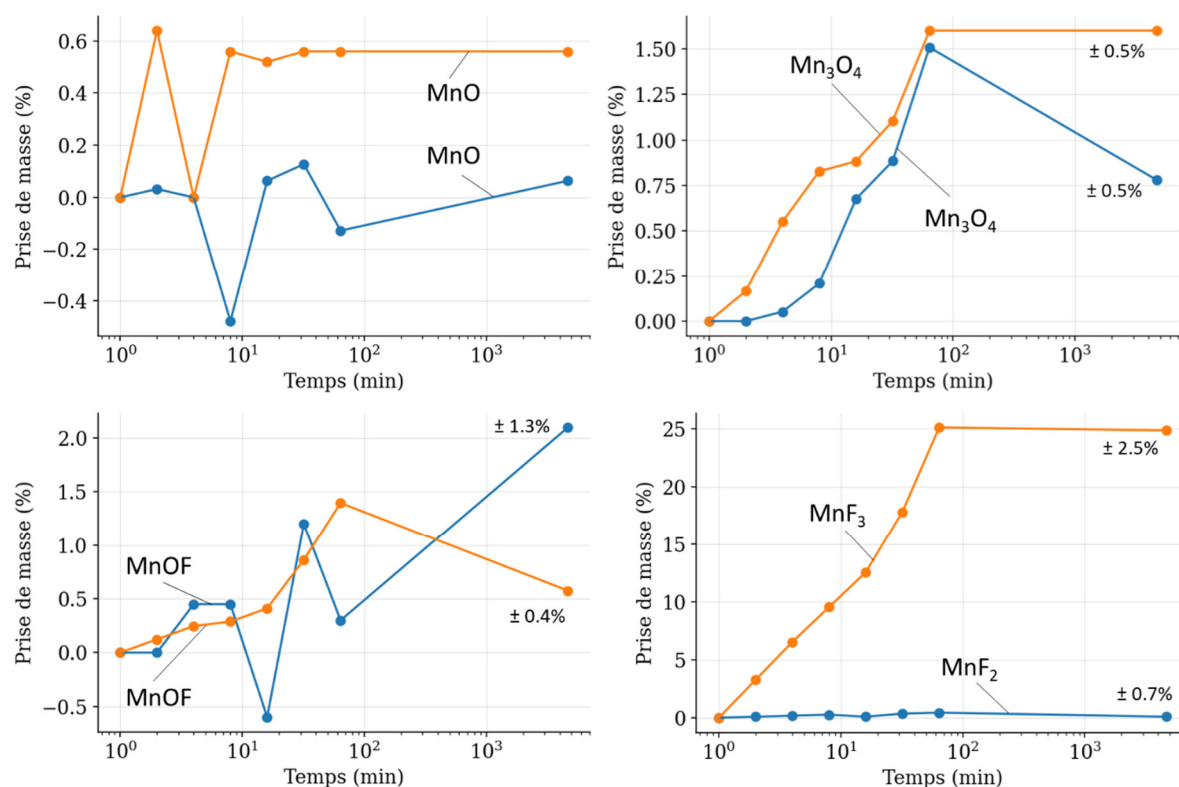 Prise de masse (%)
0.6
0.4
0.2
0.0
−0.2
−0.4
MnO
MnO
10⁰ 10¹ 10² 10³
Temps (min)
Prise de masse (%)
1.50
1.25
1.00
0.75
0.50
0.25
0.00
Mn₃O₄
± 0.5%
± 0.5%
Mn₃O₄
10⁰ 10¹ 10² 10³
Temps (min)
Prise de masse (%)
2.0
1.5
1.0
0.5
0.0
−0.5
± 1.3%
MnOF
± 0.4%
MnOF
10⁰ 10¹ 10² 10³
Temps (min)
Prise de masse (%)
25
20
15
10
5
0
± 2.5%
MnF₃
MnF₂
± 0.7%
10⁰ 10¹ 10² 10³
Temps (min)